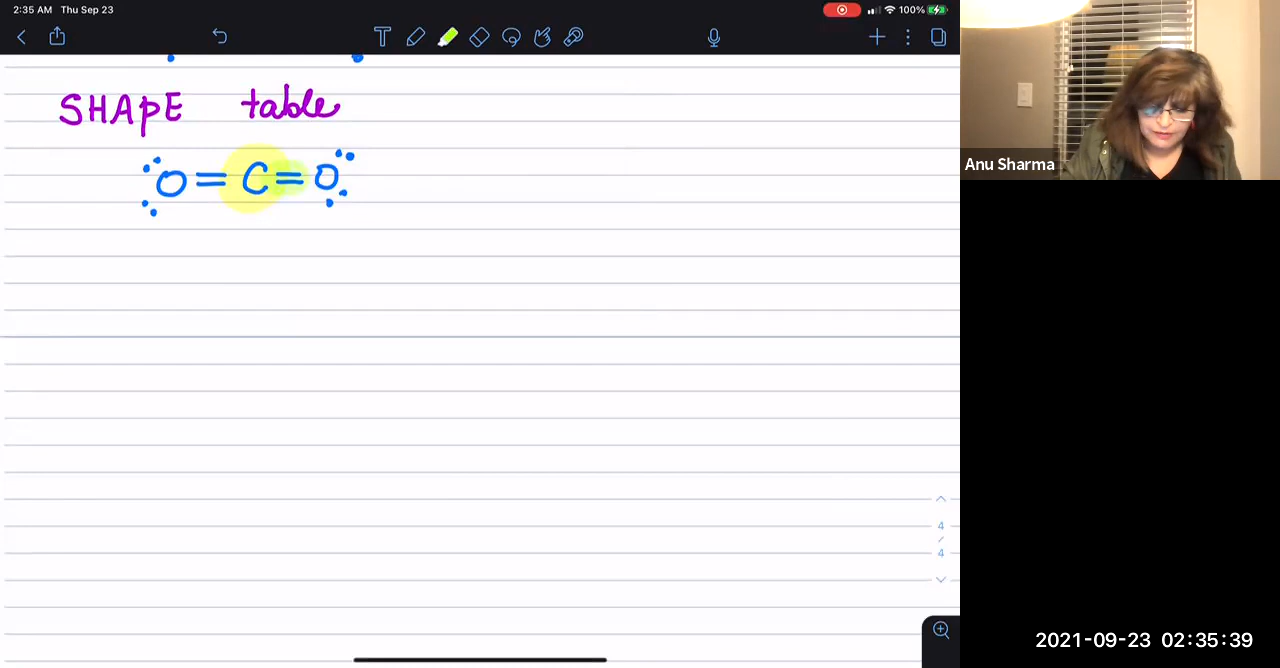 2:35 AM Thu Sep 23
100%
SHAPE table
O = C = O
4
4
Anu Sharma
2021-09-23 02:35:39